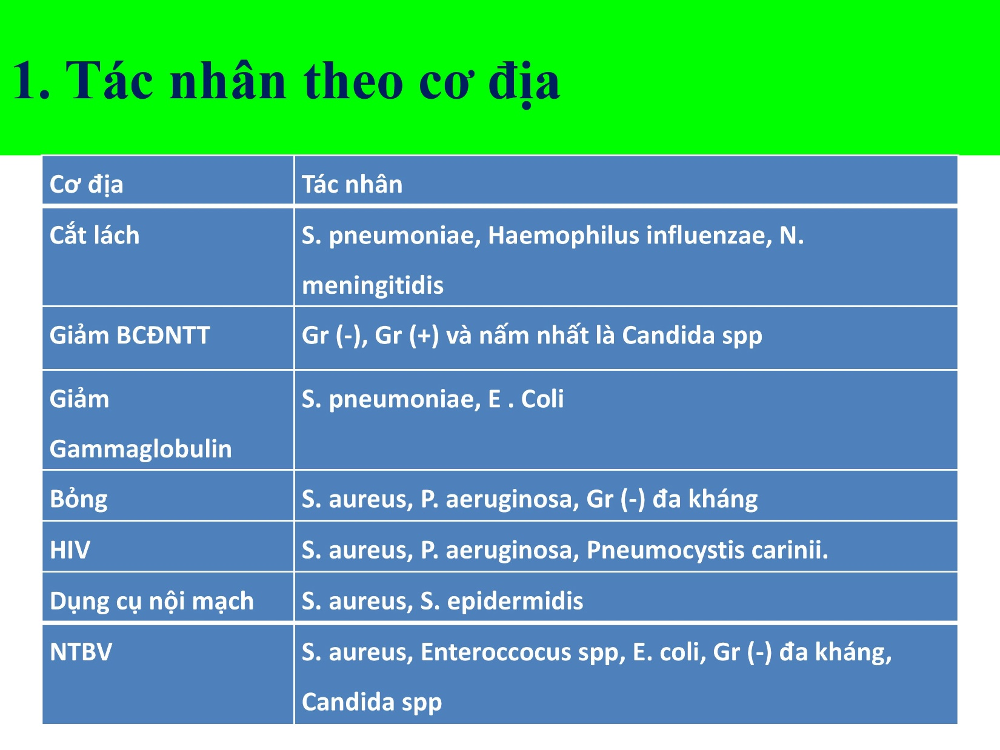 1. Tác nhân theo cơ địa
Cơ địa
Tác nhân
Cắt lách
S. pneumoniae, Haemophilus influenzae, N.
meningitidis
Giảm BCĐNTT
Gr (-), Gr (+) và nấm nhất là Candida spp
Giảm
Gammaglobulin
S. pneumoniae, E . Coli
Bỏng
S. aureus, P. aeruginosa, Gr (-) đa kháng
HIV
S. aureus, P. aeruginosa, Pneumocystis carinii.
Dụng cụ nội mạch
S. aureus, S. epidermidis
NTBV
S. aureus, Enteroccocus spp, E. coli, Gr (-) đa kháng,
Candida spp